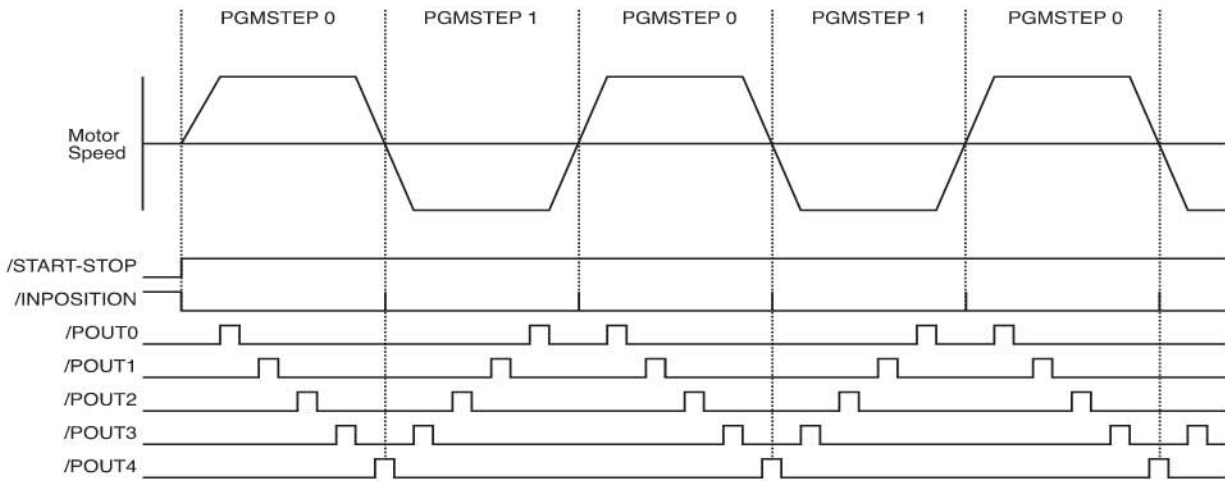 PGMSTEP 0
PGMSTEP 1
PGMSTEP 0
PGMSTEP 1
PGMSTEP 0
Motor
Speed
/START-STOP
/INPOSITION
/POUT0
/POUT1
/POUT2
/POUT3
/POUT4